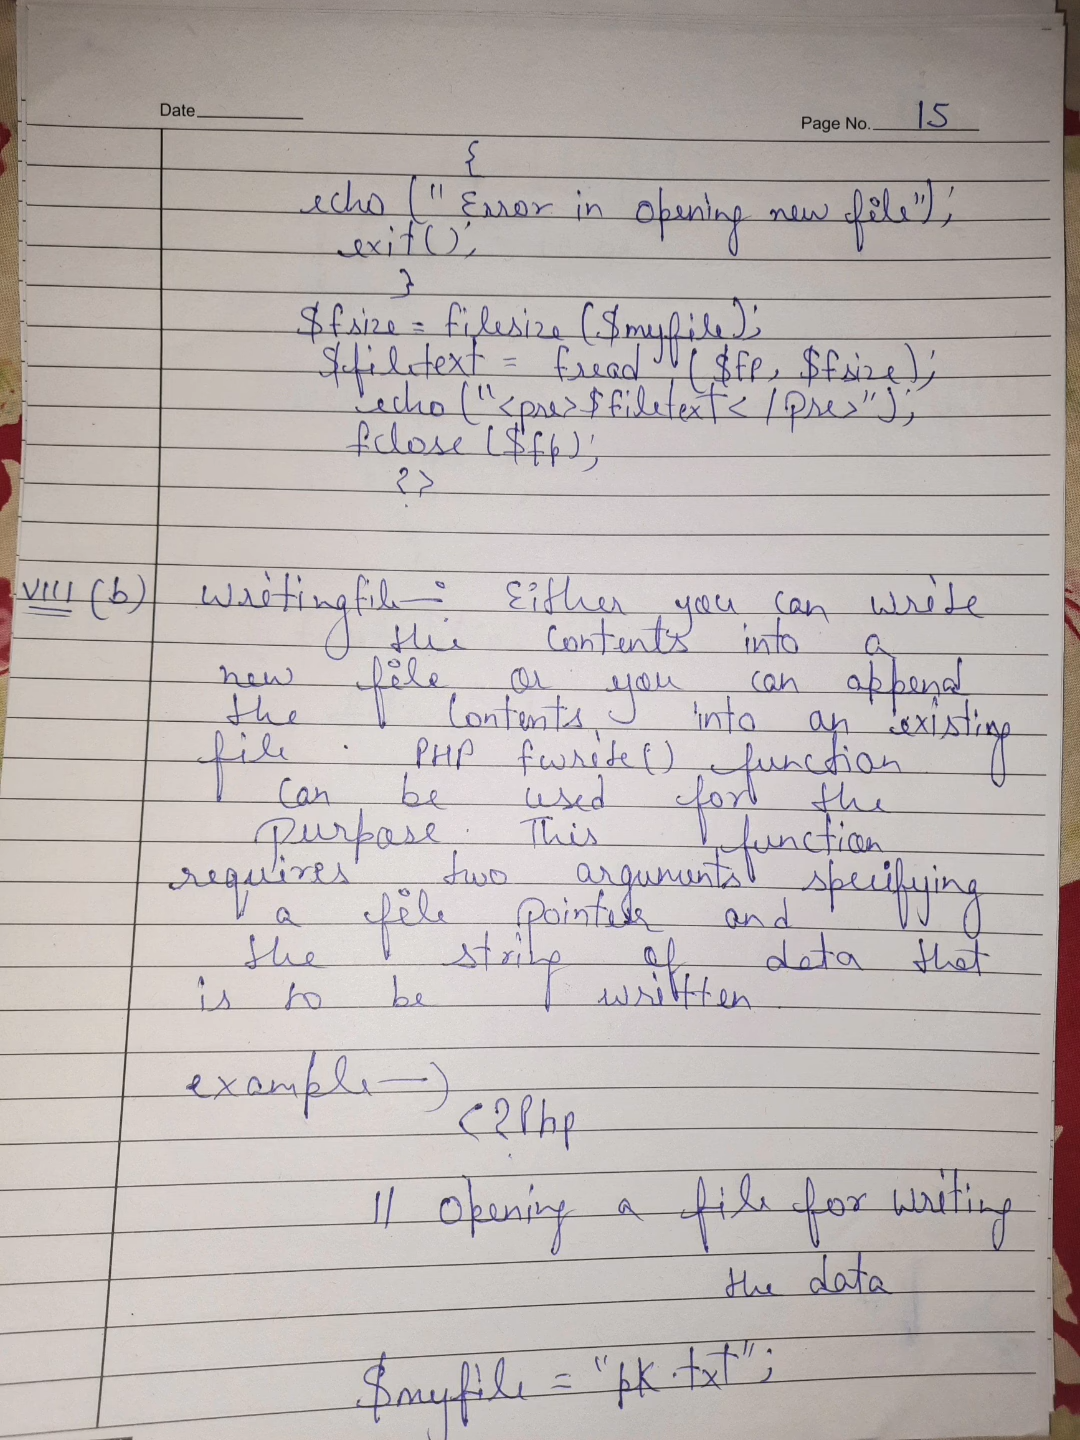 Date
Page No. 15
{
echo (" Error in opening new file");
exit();
}
$fsize = filesize ($myfile);
$filetext = fread ($fp, $fsize);
echo ("<pre>$filetext</pre>");
fclose ($fp);
?>
VIII (b) writingfile—: Either you can write
the contents into a
new file or you can append
the contents into an existing
file. PHP fwrite() function
can be used for the
purpose. This function
requires two arguments specifying
a file pointer and
the string of data that
is to be written
example—)
<?Php
// opening a file for writing
the data
$myfile = "pk.txt";